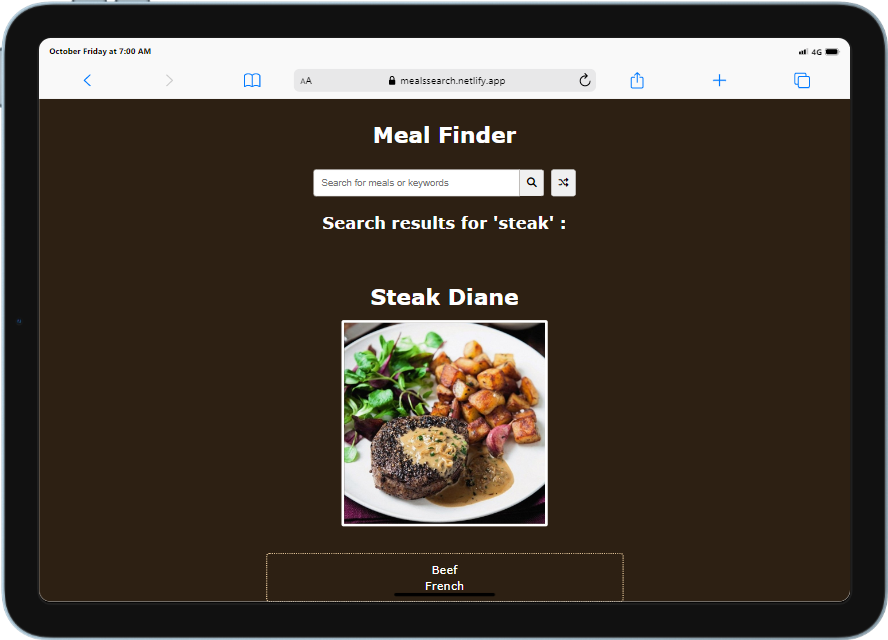 October Friday at 7:00 AM
4G
AA
mealssearch.netlify.app
Meal Finder
Search for meals or keywords
Search results for 'steak' :
Steak Diane
Beef
French